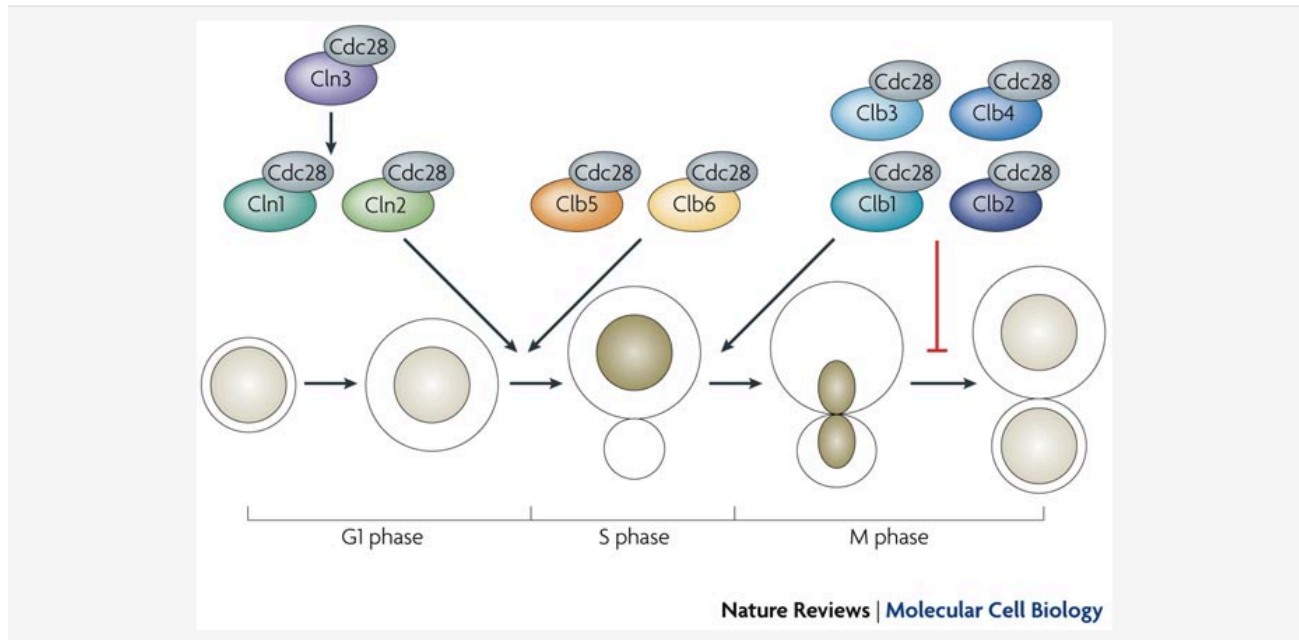 Cdc28
Cln3
Cdc28
Cln1
Cdc28
Cln2
Cdc28
Clb5
Cdc28
Clb6
Cdc28
Clb3
Cdc28
Clb4
Cdc28
Clb1
Cdc28
Clb2
G1 phase
S phase
M phase
Nature Reviews | Molecular Cell Biology